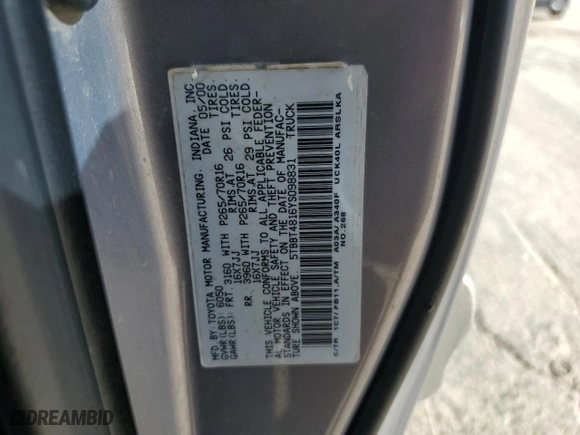 MFD.BY:TOYOTA MOTOR MANUFACTURING, INDIANA, INC
GVWR(LBS) 6050 DATE 05/00
GAWR(LBS) FRT 3160 WITH P265/70R16 TIRES.
16X7JJ RIMS.AT 26 PSI COLD.
RR 3960 WITH P265/70R16 TIRES.
16X7JJ RIMS.AT 29 PSI COLD.
THIS VEHICLE CONFORMS TO ALL APPLICABLE FEDER-
AL MOTOR VEHICLE SAFETY AND THEFT PREVENTION
STANDARDS IN EFFECT ON THE DATE OF MANUFAC-
TURE SHOWN ABOVE. 5TBBT4816YS098831 TRUCK
C/TR 1C7/FB11,A/TM A03A/A340F UCK40L ARSLKA
NO.268
DREAMBID